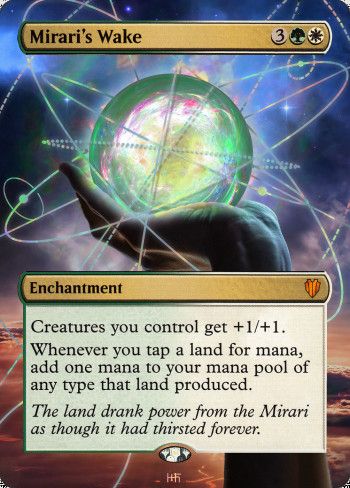 Mirari's Wake 3
Enchantment
Creatures you control get +1/+1.
Whenever you tap a land for mana,
add one mana to your mana pool of
any type that land produced.
The land drank power from the Mirari
as though it had thirsted forever.